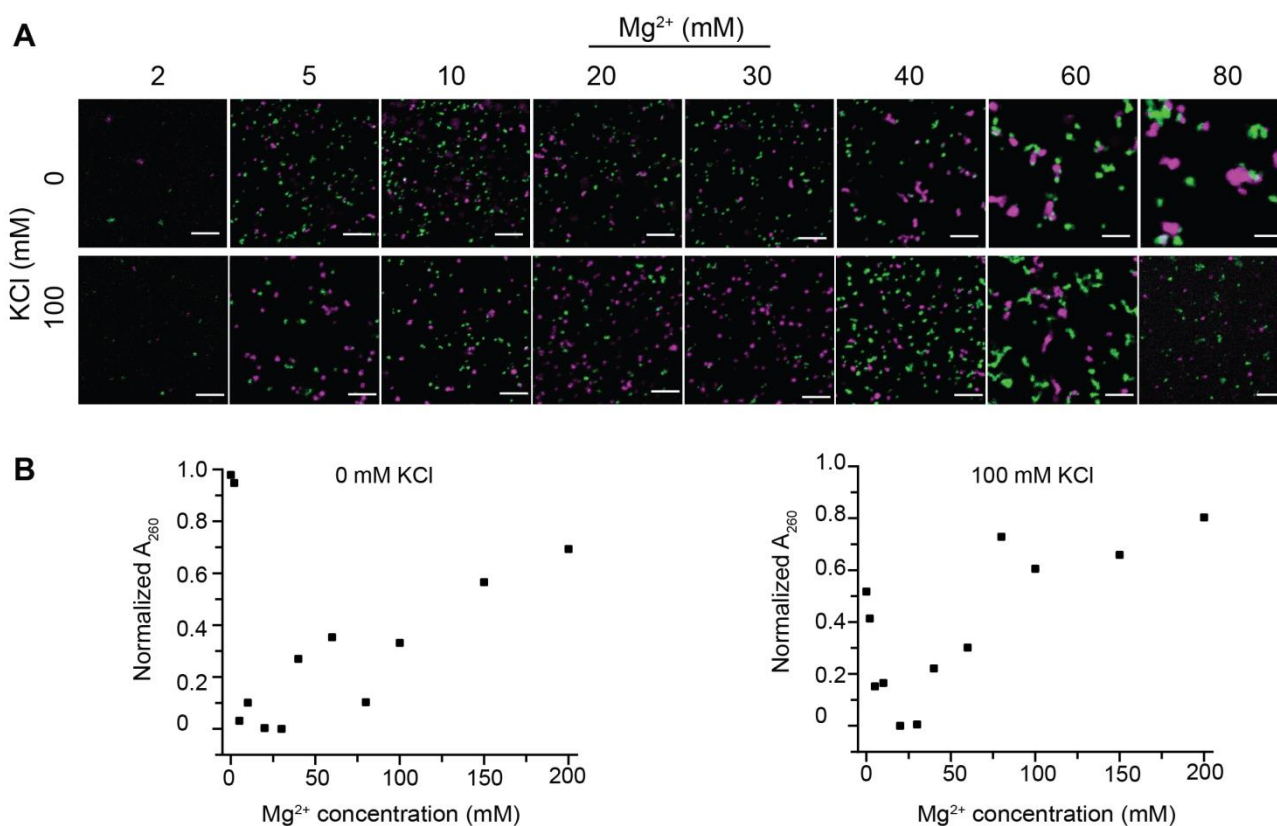 A
Mg²⁺ (mM)
2 5 10 20 30 40 60 80
KCl (mM)
0
100
B
0 mM KCl
Normalized A₂₆₀
1.0
0.8
0.6
0.4
0.2
0
0 50 100 150 200
Mg²⁺ concentration (mM)
100 mM KCl
Normalized A₂₆₀
1.0
0.8
0.6
0.4
0.2
0
0 50 100 150 200
Mg²⁺ concentration (mM)